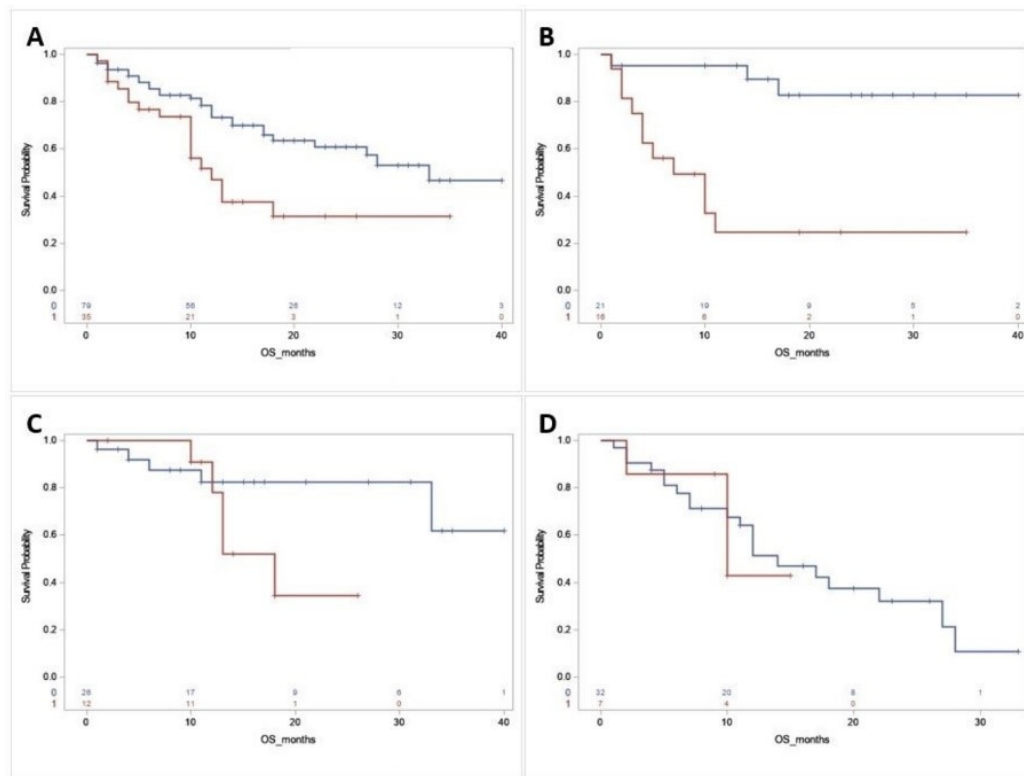 A
Survival Probability
1.0
0.8
0.6
0.4
0.2
0.0
0 79 56 26 12 3
1 35 21 3 1 0
0 10 20 30 40
OS_months
B
Survival Probability
1.0
0.8
0.6
0.4
0.2
0.0
0 21 19 9 5 2
1 16 6 2 1 0
0 10 20 30 40
OS_months
C
Survival Probability
1.0
0.8
0.6
0.4
0.2
0.0
0 26 17 9 6 1
1 12 11 1 0
0 10 20 30 40
OS_months
D
Survival Probability
1.0
0.8
0.6
0.4
0.2
0.0
0 32 20 8 1
1 7 4 0
0 10 20 30
OS_months